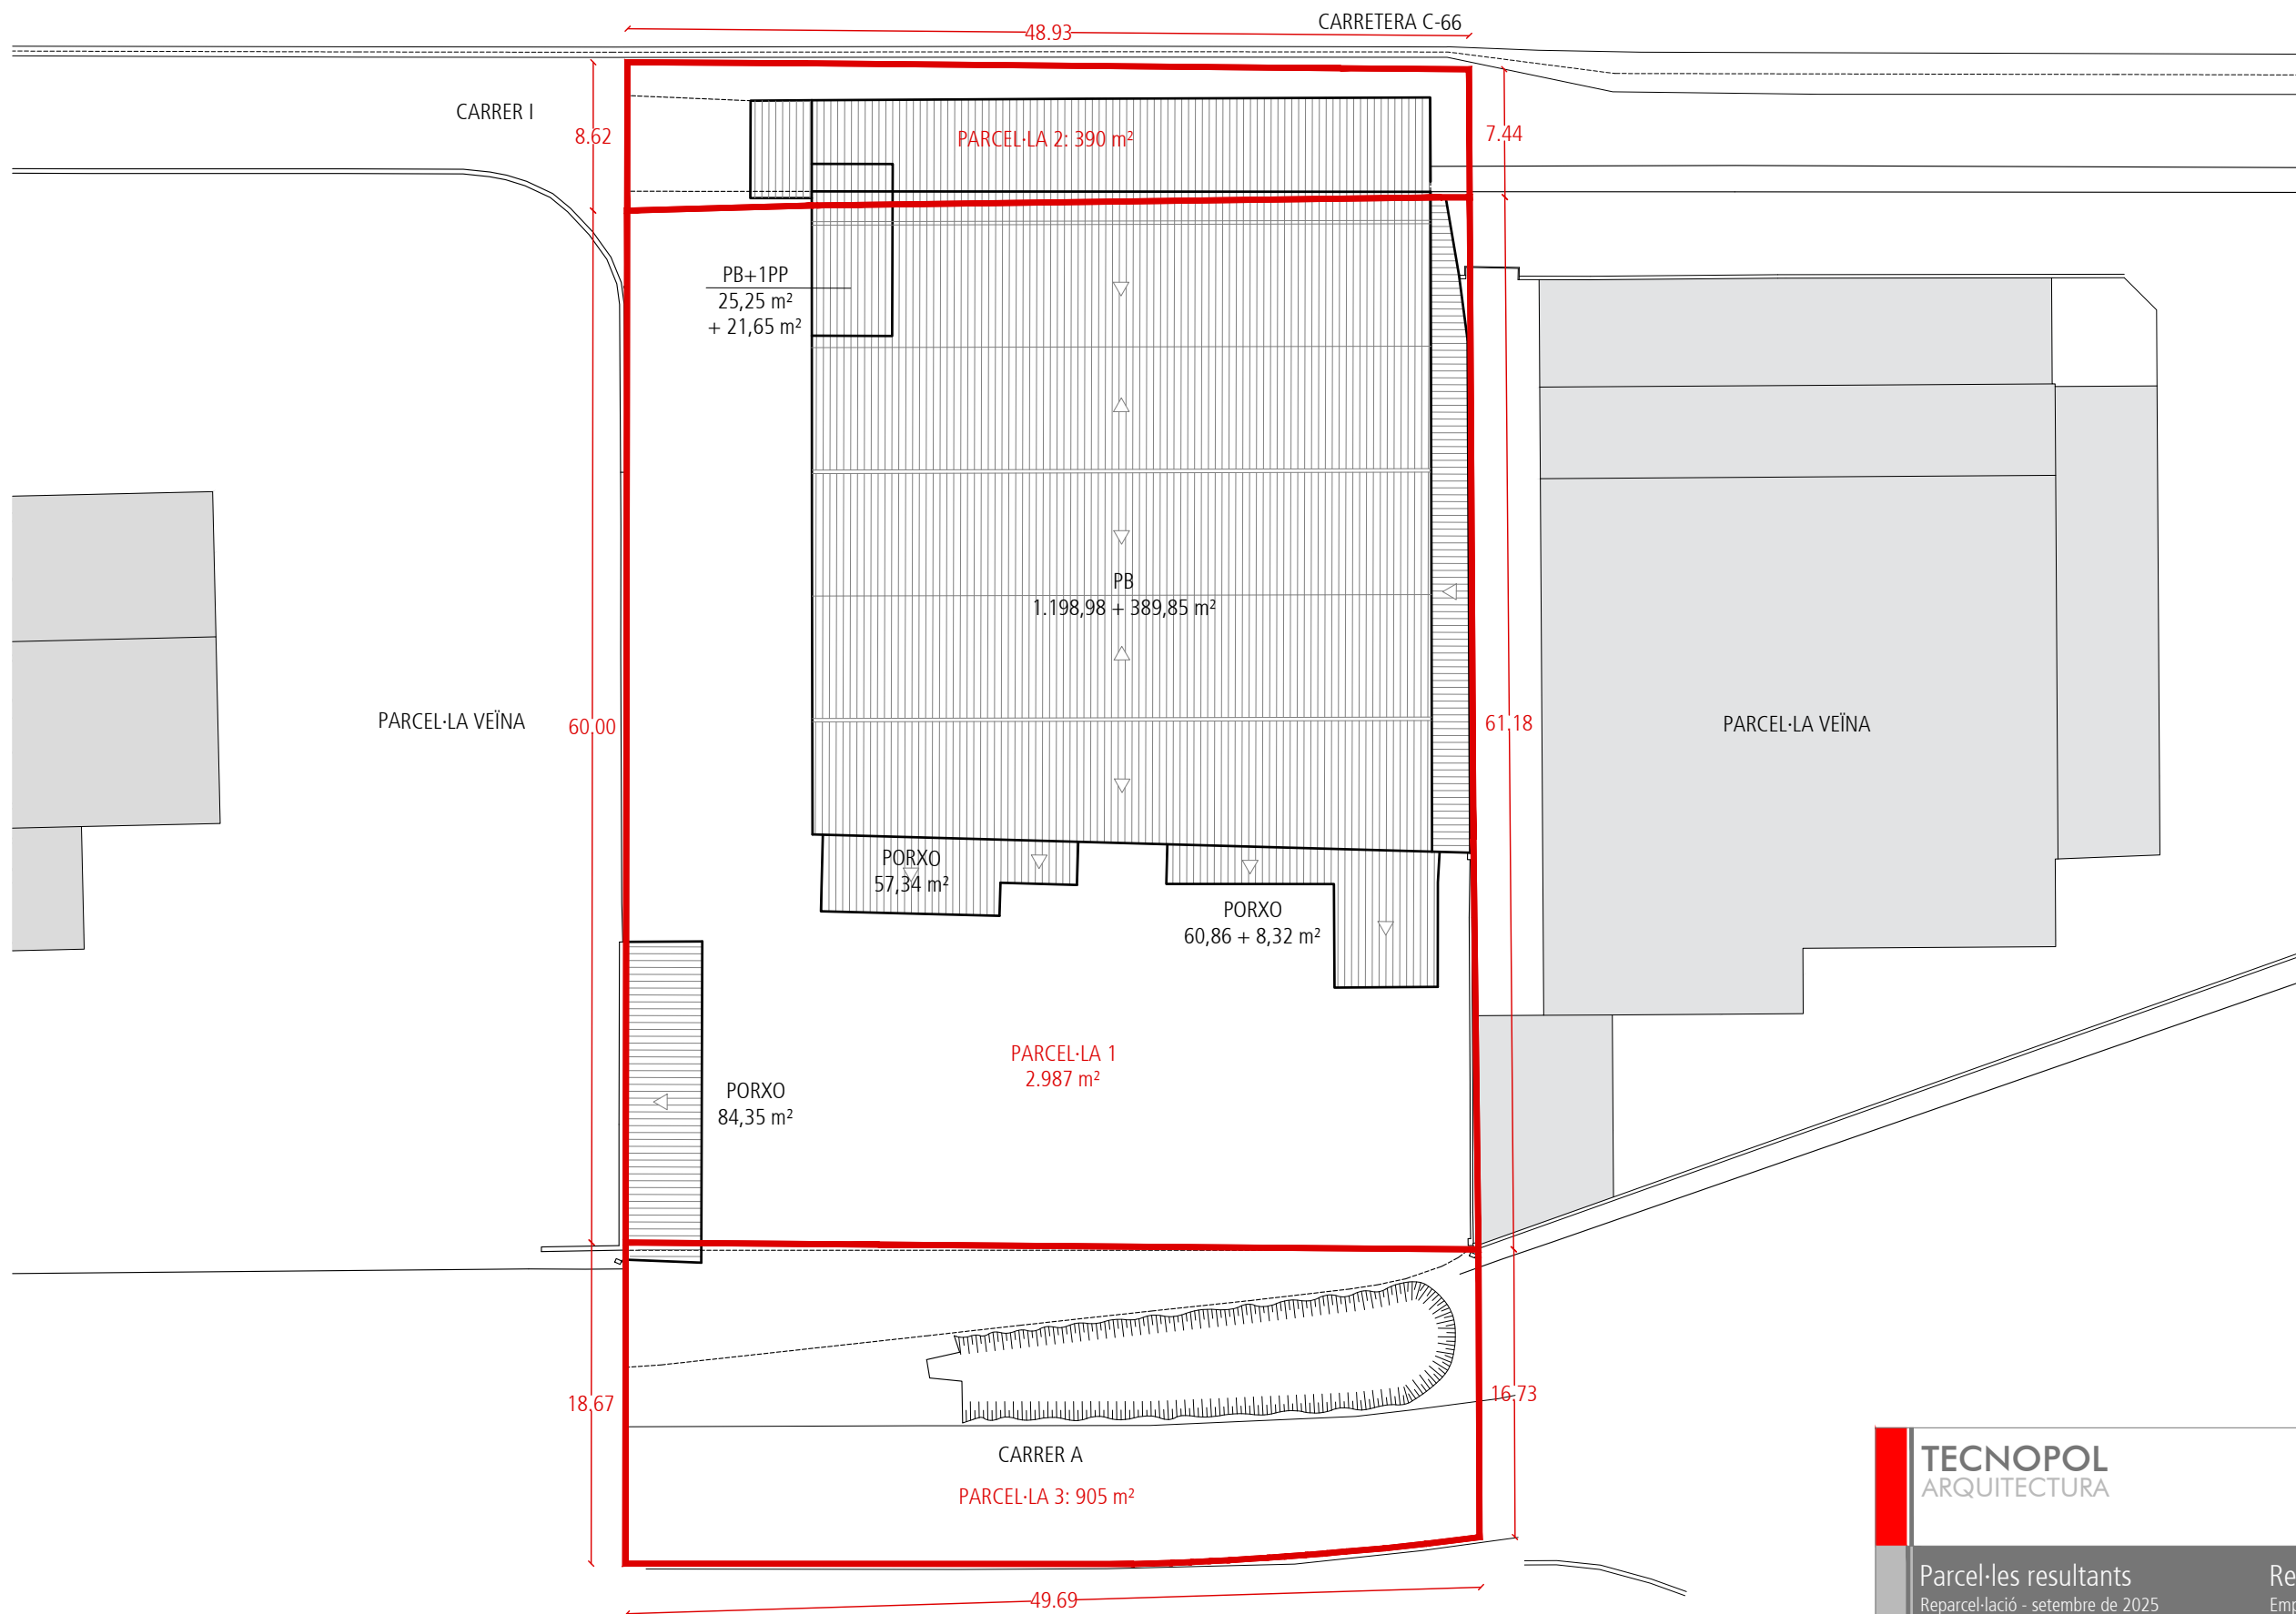 CARRETERA C-66
48.93
CARRER I
8.62
PARCEL·LA 2: 390 m²
7.44
PB+1PP
25,25 m²
+ 21,65 m²
PB
1.198,98 + 389,85 m²
PARCEL·LA VEÏNA
60.00
61.18
PARCEL·LA VEÏNA
PORXO
57,34 m²
PORXO
60,86 + 8,32 m²
PARCEL·LA 1
2.987 m²
PORXO
84,35 m²
18.67
16.73
CARRER A
PARCEL·LA 3: 905 m²
49.69
TECNOPOL
ARQUITECTURA
Parcel·les resultants
Reparcel·lació - setembre de 2025
Re
Emp